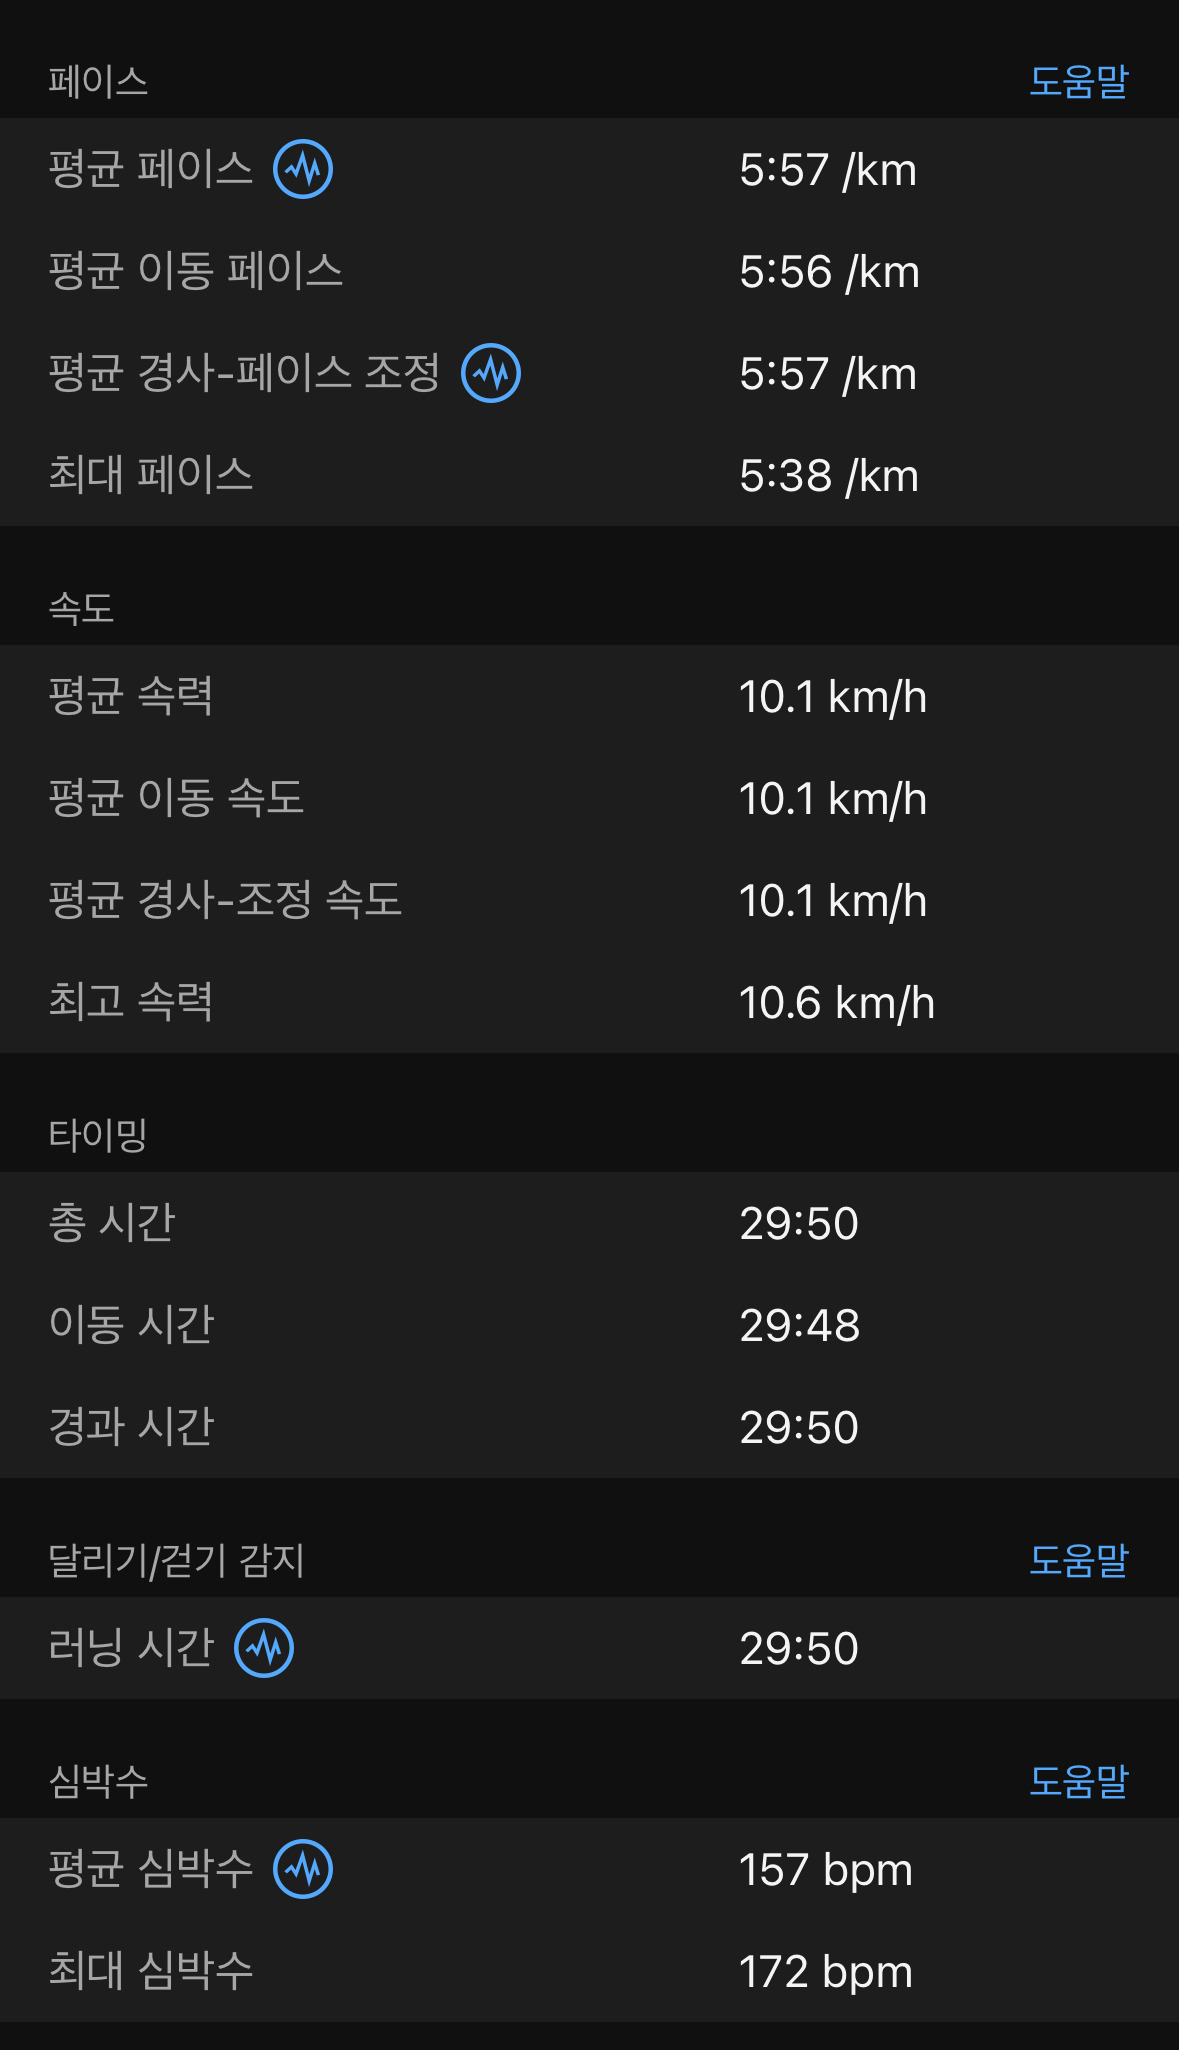 페이스 도움말
평균 페이스 5:57 /km
평균 이동 페이스 5:56 /km
평균 경사-페이스 조정 5:57 /km
최대 페이스 5:38 /km
속도
평균 속력 10.1 km/h
평균 이동 속도 10.1 km/h
평균 경사-조정 속도 10.1 km/h
최고 속력 10.6 km/h
타이밍
총 시간 29:50
이동 시간 29:48
경과 시간 29:50
달리기/걷기 감지 도움말
러닝 시간 29:50
심박수 도움말
평균 심박수 157 bpm
최대 심박수 172 bpm